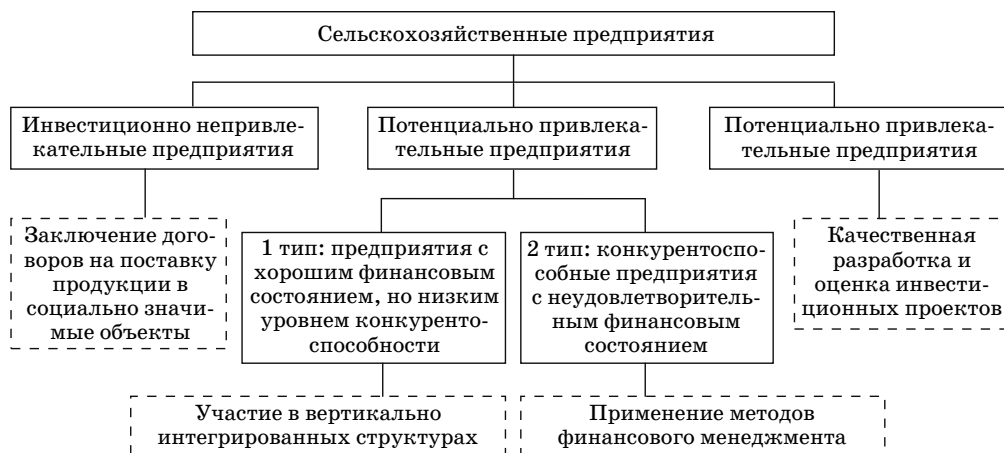 Сельскохозяйственные предприятия
Инвестиционно непривле-
кательные предприятия
Потенциально привлека-
тельные предприятия
Потенциально привлека-
тельные предприятия
Заключение дого-
воров на поставку
продукции в
социально значи-
мые объекты
1 тип: предприятия с
хорошим финансовым
состоянием, но низким
уровнем конкуренто-
способности
2 тип: конкурентоспо-
собные предприятия
с неудовлетворитель-
ным финансовым
состоянием
Качественная
разработка и
оценка инвести-
ционных проектов
Участие в вертикально
интегрированных структурах
Применение методов
финансового менеджмента